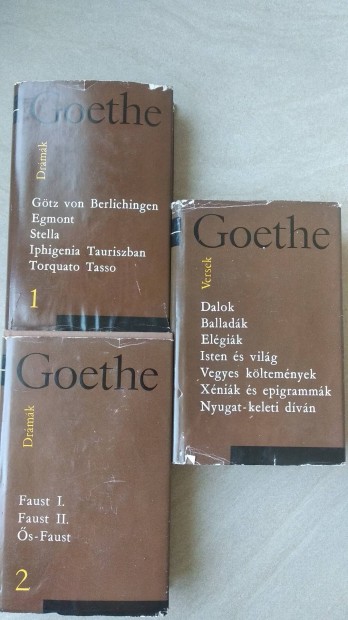 Goethe
Drámák
Götz von Berlichingen
Egmont
Stella
Iphigenia Tauriszban
Torquato Tasso
1
Goethe
Versek
Dalok
Balladák
Elégiák
Isten és világ
Vegyes költemények
Xéniák és epigrammák
Nyugat-keleti díván
Goethe
Drámák
Faust I.
Faust II.
Ős-Faust
2